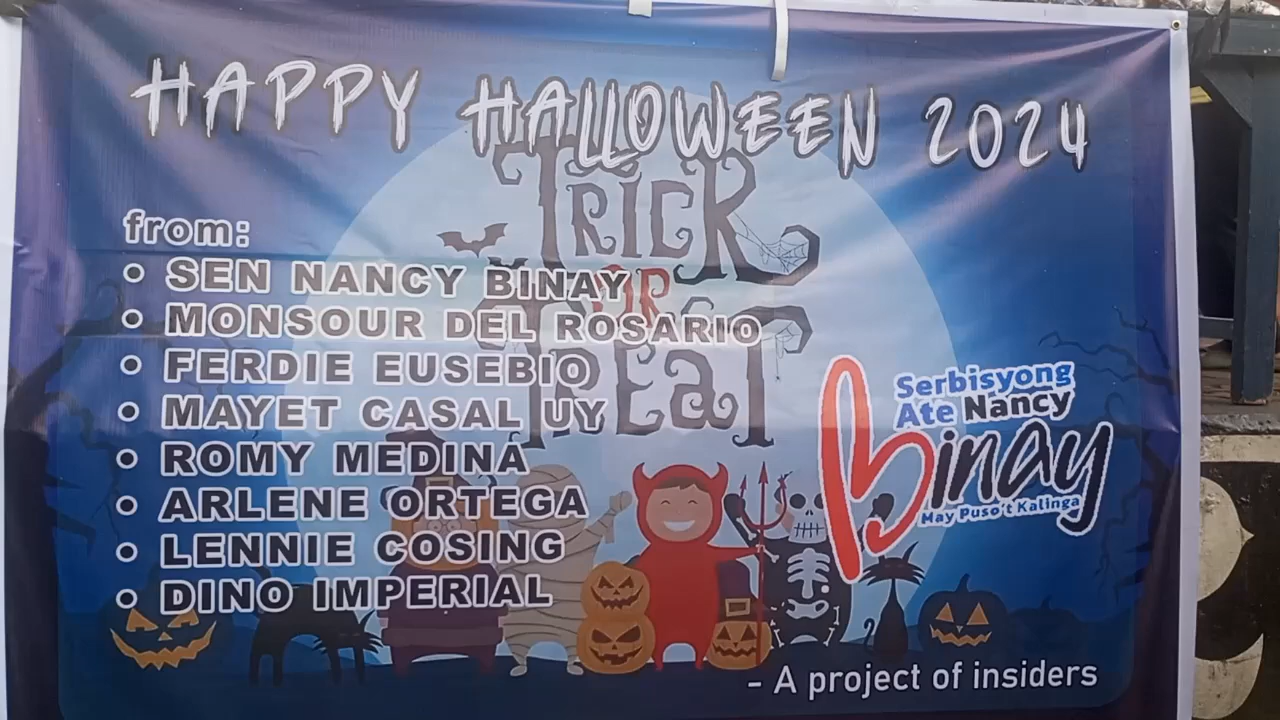 HAPPY HALLOWEEN 2024
TRICK
OR
TREAT
from:
• SEN NANCY BINAY
• MONSOUR DEL ROSARIO
• FERDIE EUSEBIO
• MAYET CASAL UY
• ROMY MEDINA
• ARLENE ORTEGA
• LENNIE COSING
• DINO IMPERIAL
Serbisyong
Ate Nancy
Binay
May Puso't Kalinga
- A project of insiders